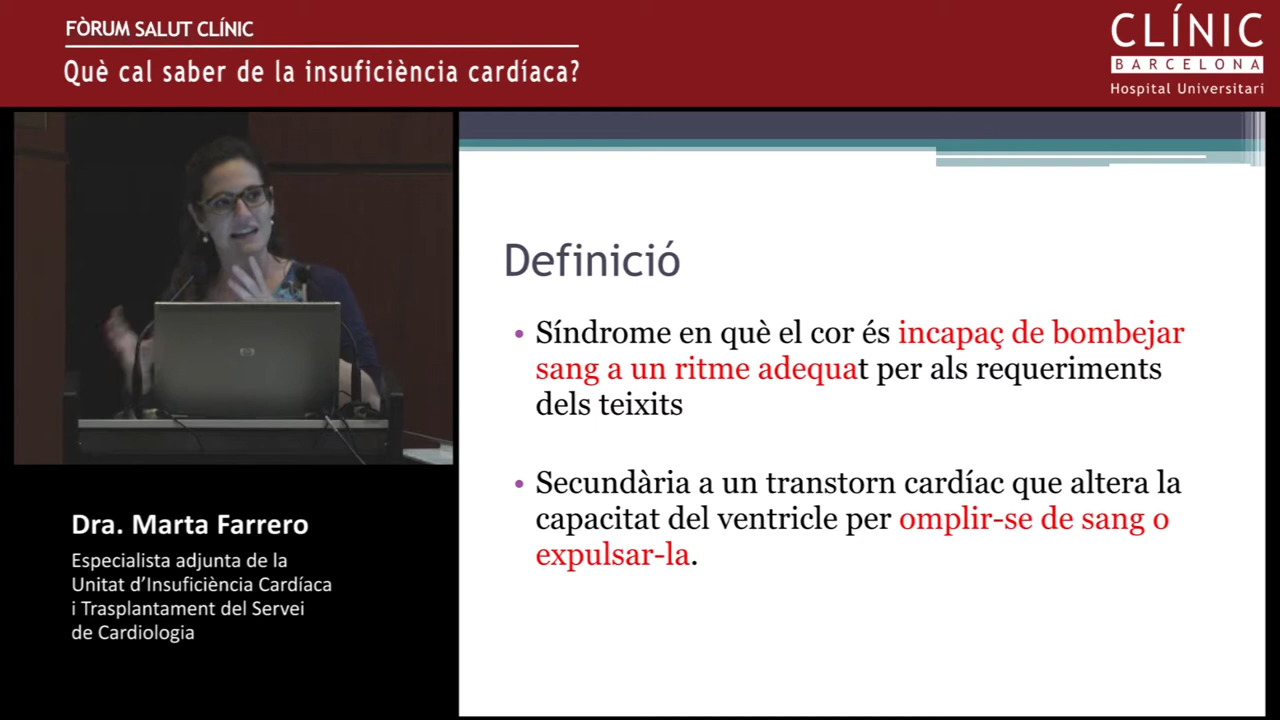 FÒRUM SALUT CLÍNIC
Què cal saber de la insuficiència cardíaca?
CLÍNIC
BARCELONA
Hospital Universitari
Definició
• Síndrome en què el cor és incapaç de bombejar
sang a un ritme adequat per als requeriments
dels teixits
• Secundària a un transtorn cardíac que altera la
capacitat del ventricle per omplir-se de sang o
expulsar-la.
Dra. Marta Farrero
Especialista adjunta de la
Unitat d’Insuficiència Cardíaca
i Trasplantament del Servei
de Cardiologia